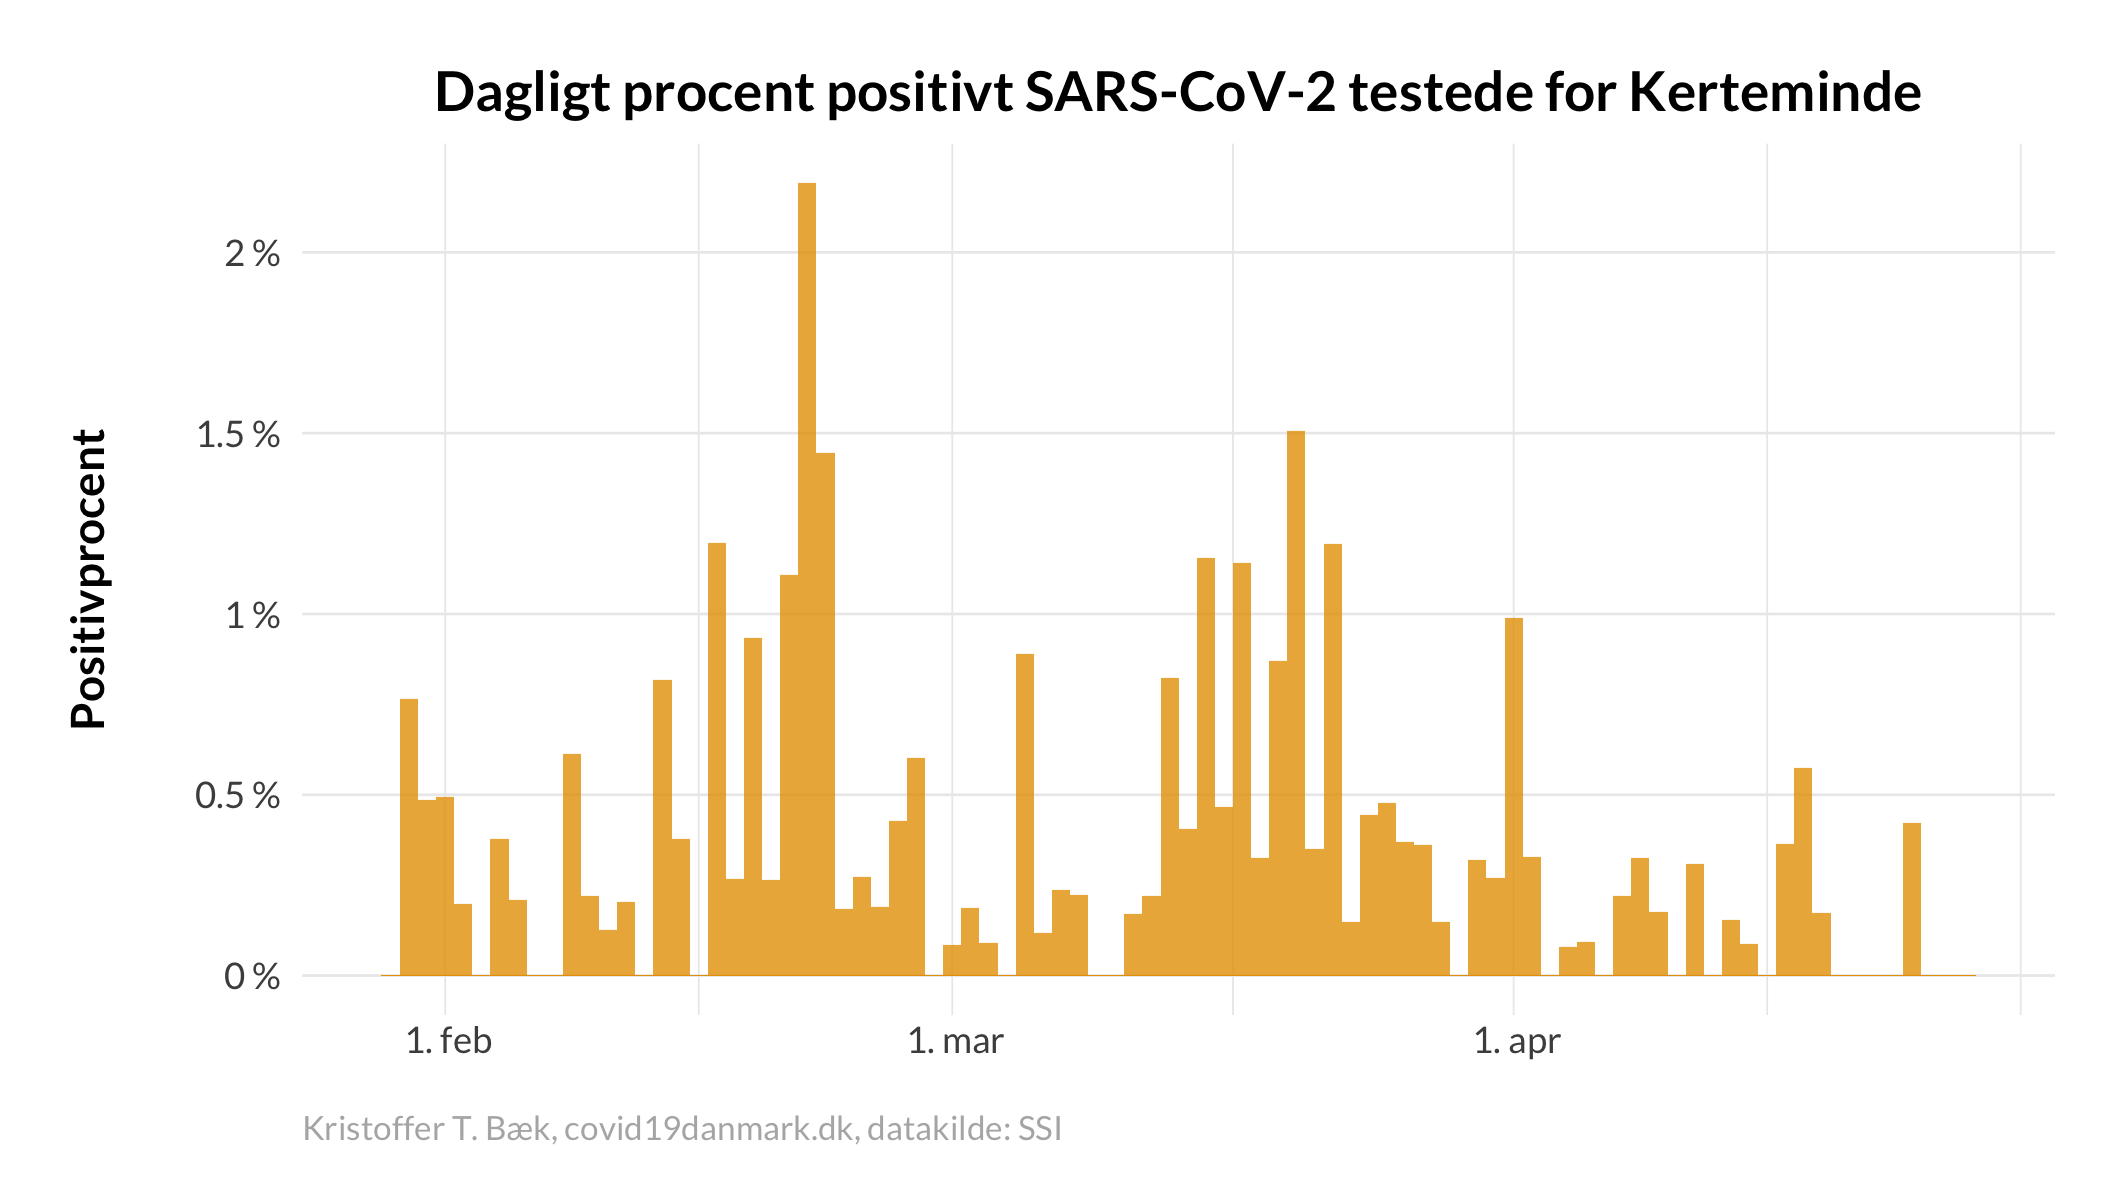 Dagligt procent positivt SARS-CoV-2 testede for Kerteminde
Positivprocent
2 %
1.5 %
1 %
0.5 %
0 %
1. feb
1. mar
1. apr
Kristoffer T. Bæk, covid19danmark.dk, datakilde: SSI